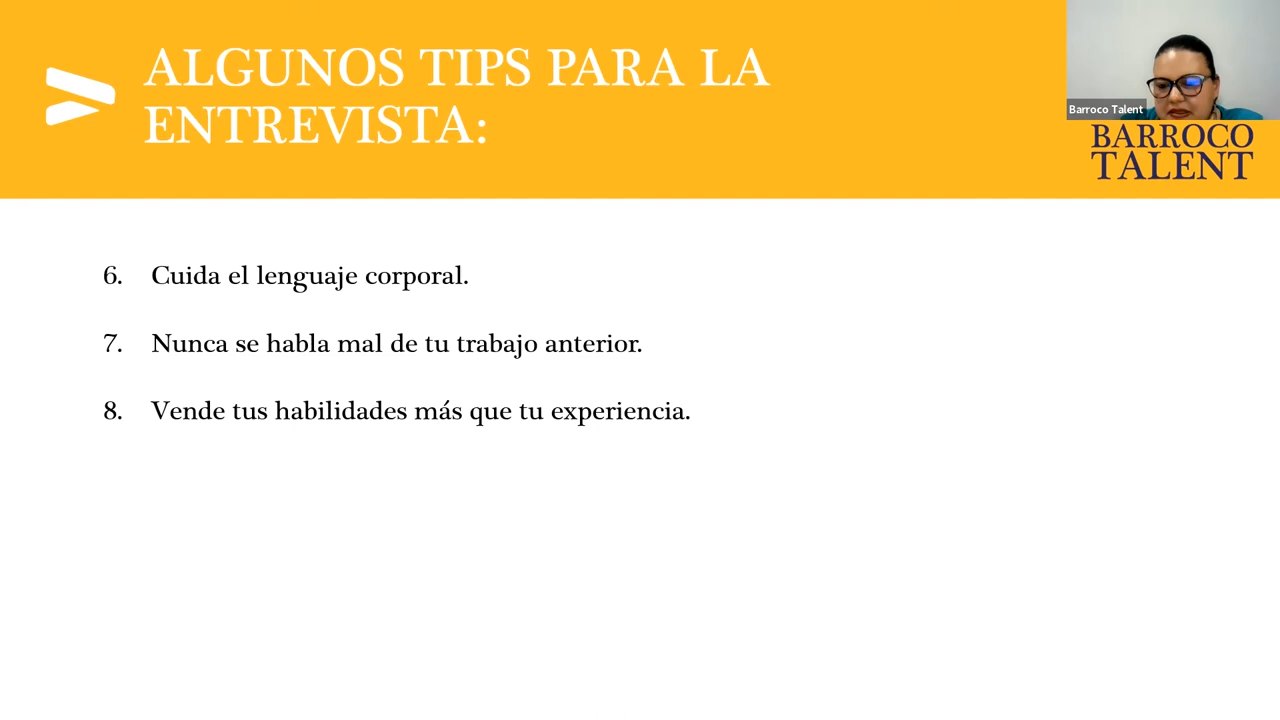 ALGUNOS TIPS PARA LA
ENTREVISTA:
Barroco Talent
BARROCO
TALENT
6. Cuida el lenguaje corporal.
7. Nunca se habla mal de tu trabajo anterior.
8. Vende tus habilidades más que tu experiencia.